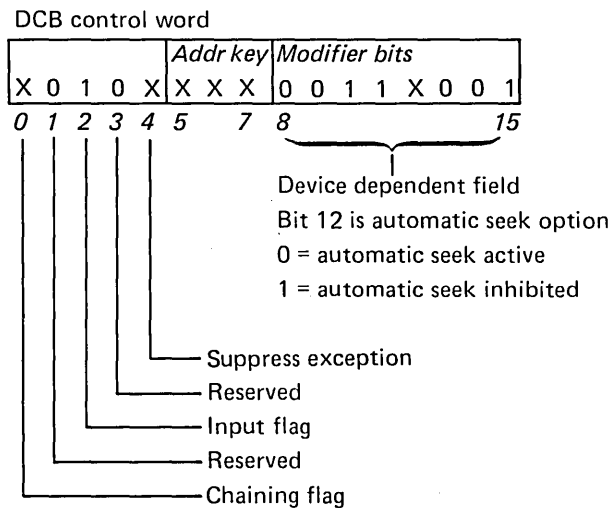 DCB control word
Addr key Modifier bits
X 0 1 0 X X X X 0 0 1 1 X 0 0 1
0 1 2 3 4 5 7 8 15
Device dependent field
Bit 12 is automatic seek option
0 = automatic seek active
1 = automatic seek inhibited
Suppress exception
Reserved
Input flag
Reserved
Chaining flag